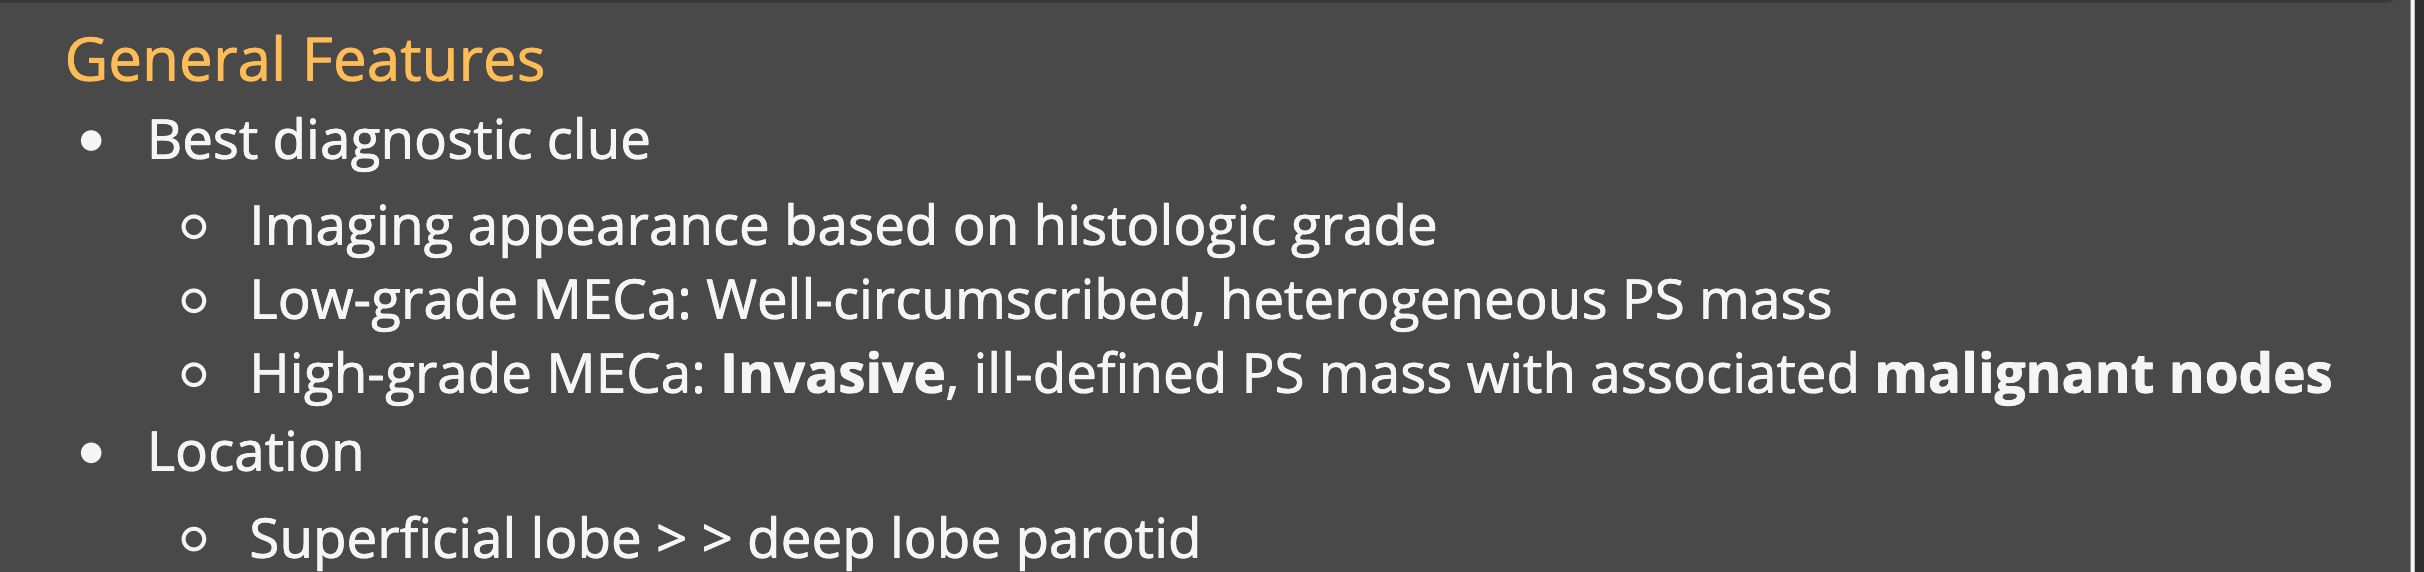 General Features
• Best diagnostic clue
○ Imaging appearance based on histologic grade
○ Low-grade MECa: Well-circumscribed, heterogeneous PS mass
○ High-grade MECa: Invasive, ill-defined PS mass with associated malignant nodes
• Location
○ Superficial lobe > > deep lobe parotid